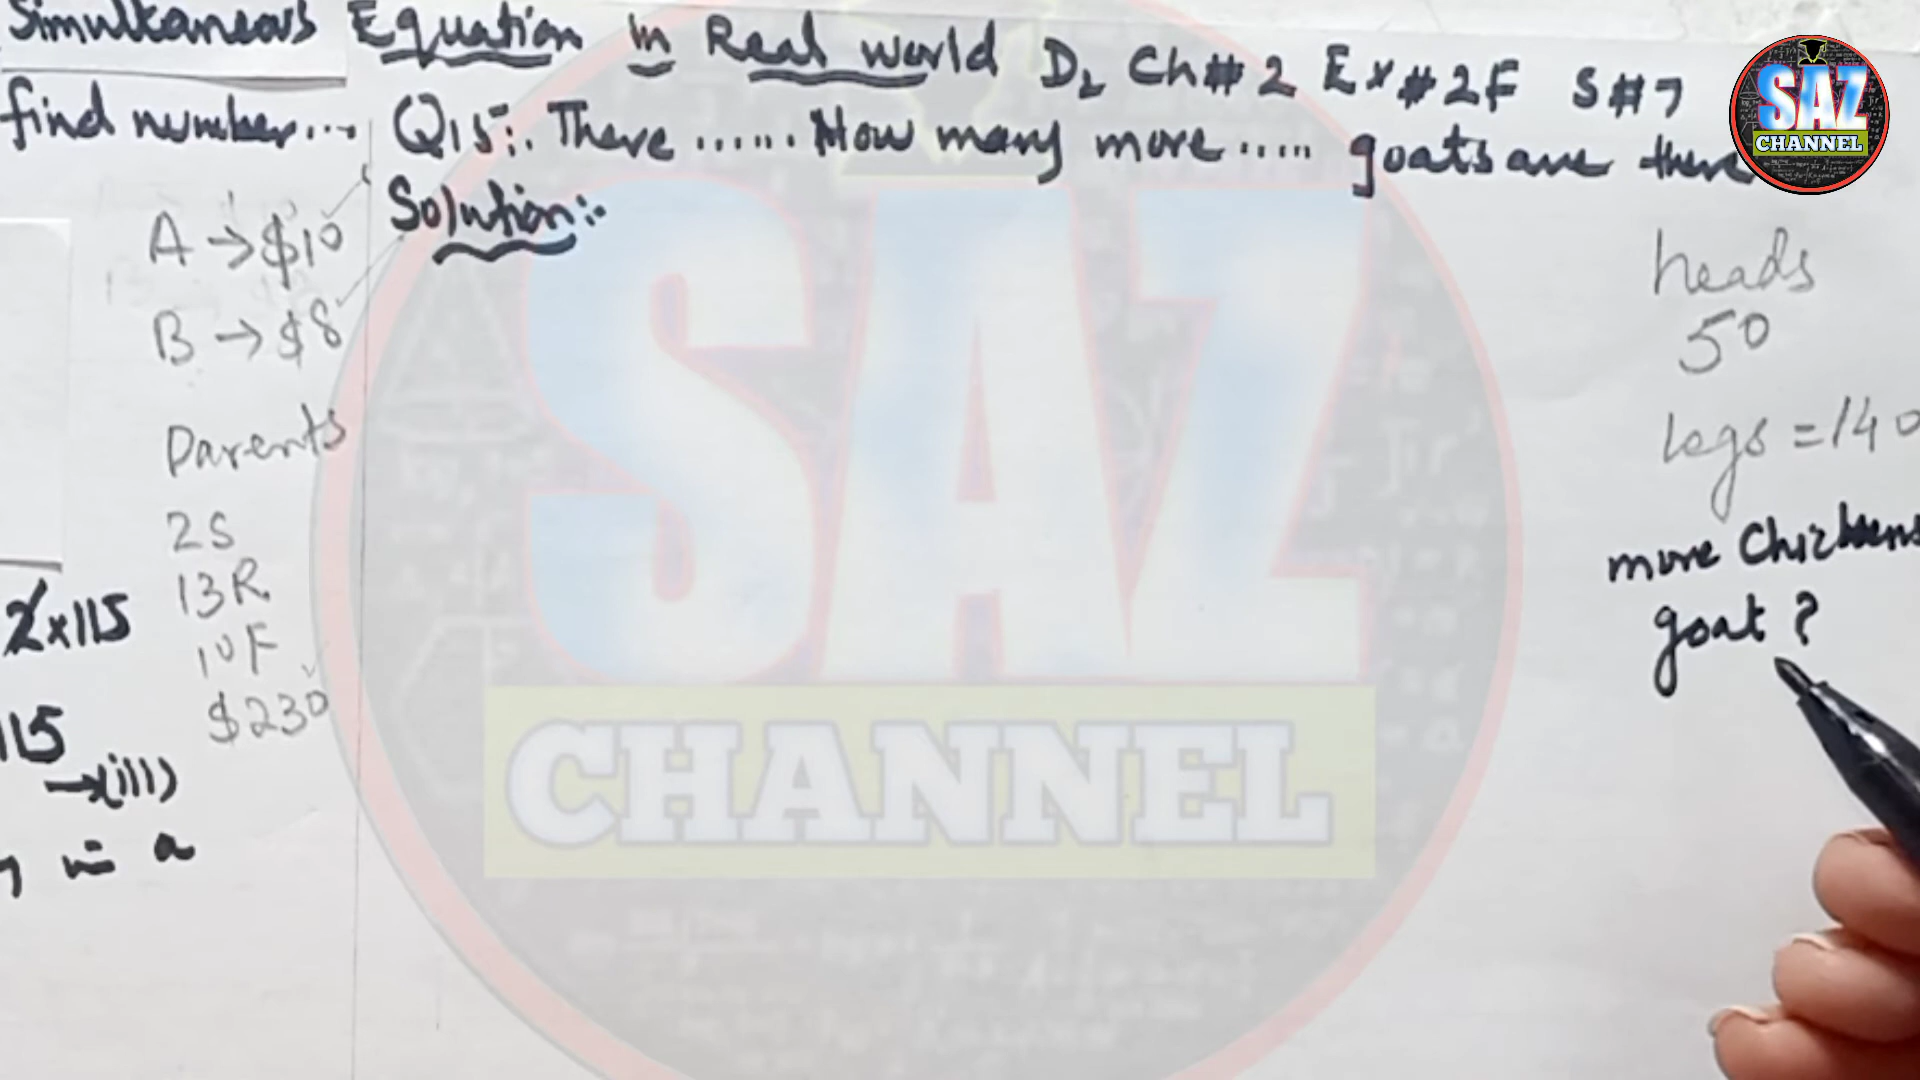 Simultaneous Equation in Real world D2 Ch#2 Ex#2F S#7
find number...
Q15:. There ...... How many more ..... goats are there
Solution:.
A → $10
B → $8
Parents
2S
13R
10F
$230
2x115
115
→(iii)
in a
heads
50
legs = 140
more Chickens
goat ?
SAZ
CHANNEL
SAZ
CHANNEL